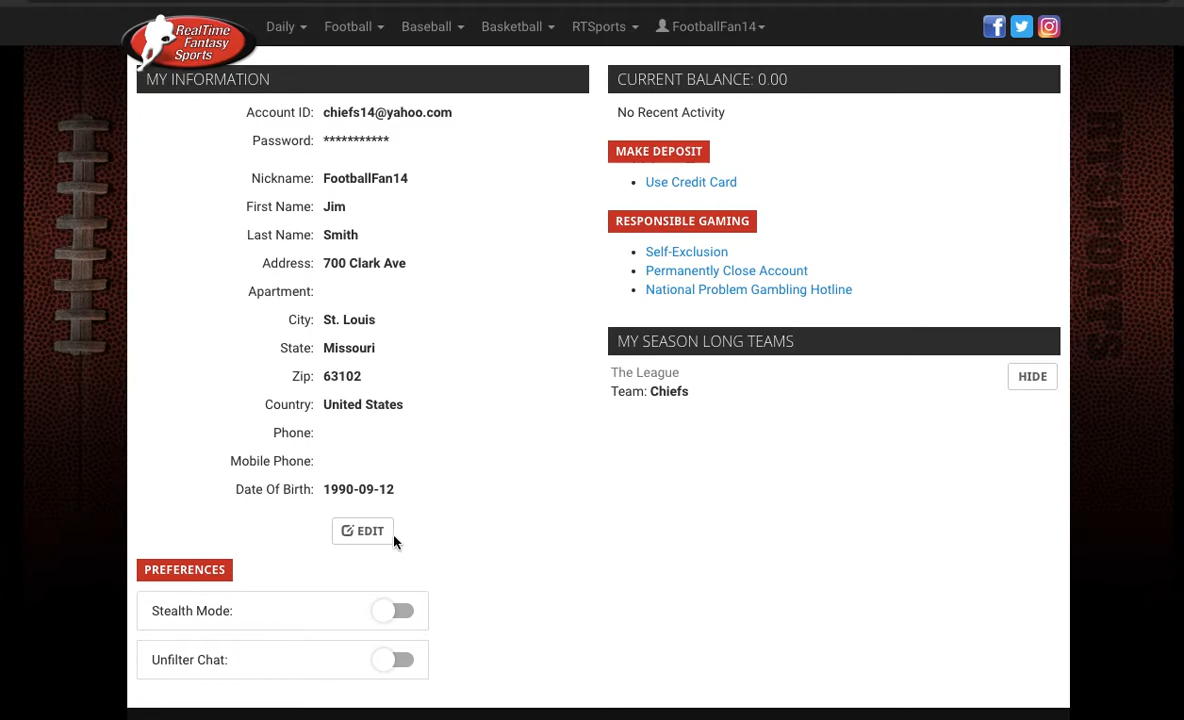 RealTime
Fantasy
Sports
Daily Football Baseball Basketball RTSports FootballFan14
MY INFORMATION
Account ID: chiefs14@yahoo.com
Password: ***********
Nickname: FootballFan14
First Name: Jim
Last Name: Smith
Address: 700 Clark Ave
Apartment:
City: St. Louis
State: Missouri
Zip: 63102
Country: United States
Phone:
Mobile Phone:
Date Of Birth: 1990-09-12
EDIT
PREFERENCES
Stealth Mode:
Unfilter Chat:
CURRENT BALANCE: 0.00
No Recent Activity
MAKE DEPOSIT
• Use Credit Card
RESPONSIBLE GAMING
• Self-Exclusion
• Permanently Close Account
• National Problem Gambling Hotline
MY SEASON LONG TEAMS
The League
Team: Chiefs
HIDE